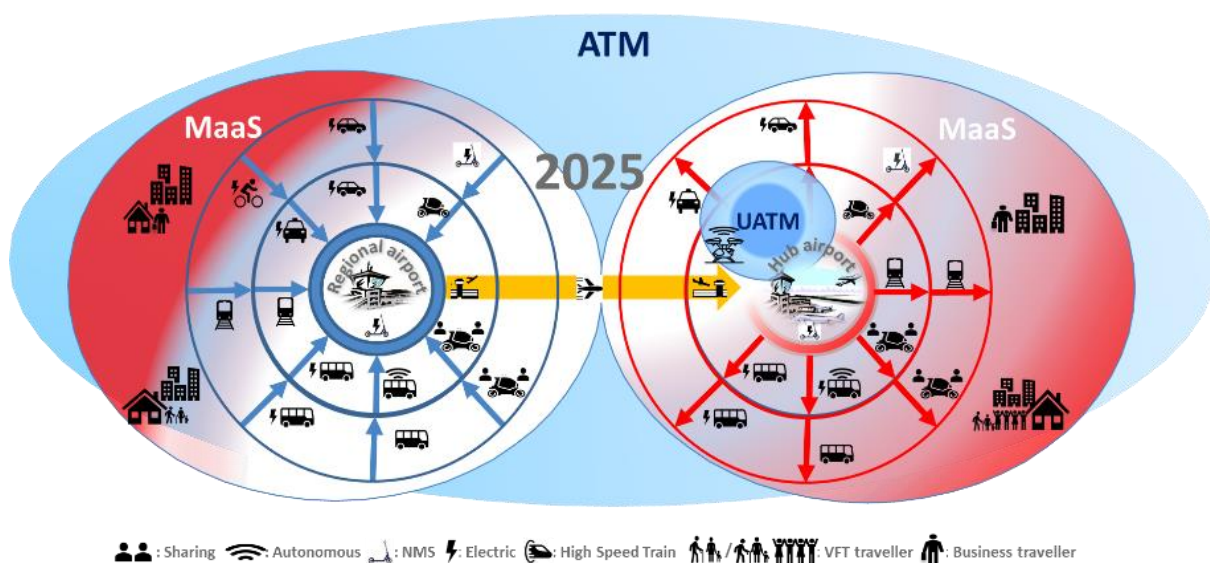 ATM
MaaS
MaaS
2025
UATM
Regional airport
Hub airport
: Sharing : Autonomous : NMS : Electric : High Speed Train / : VFT traveller : Business traveller